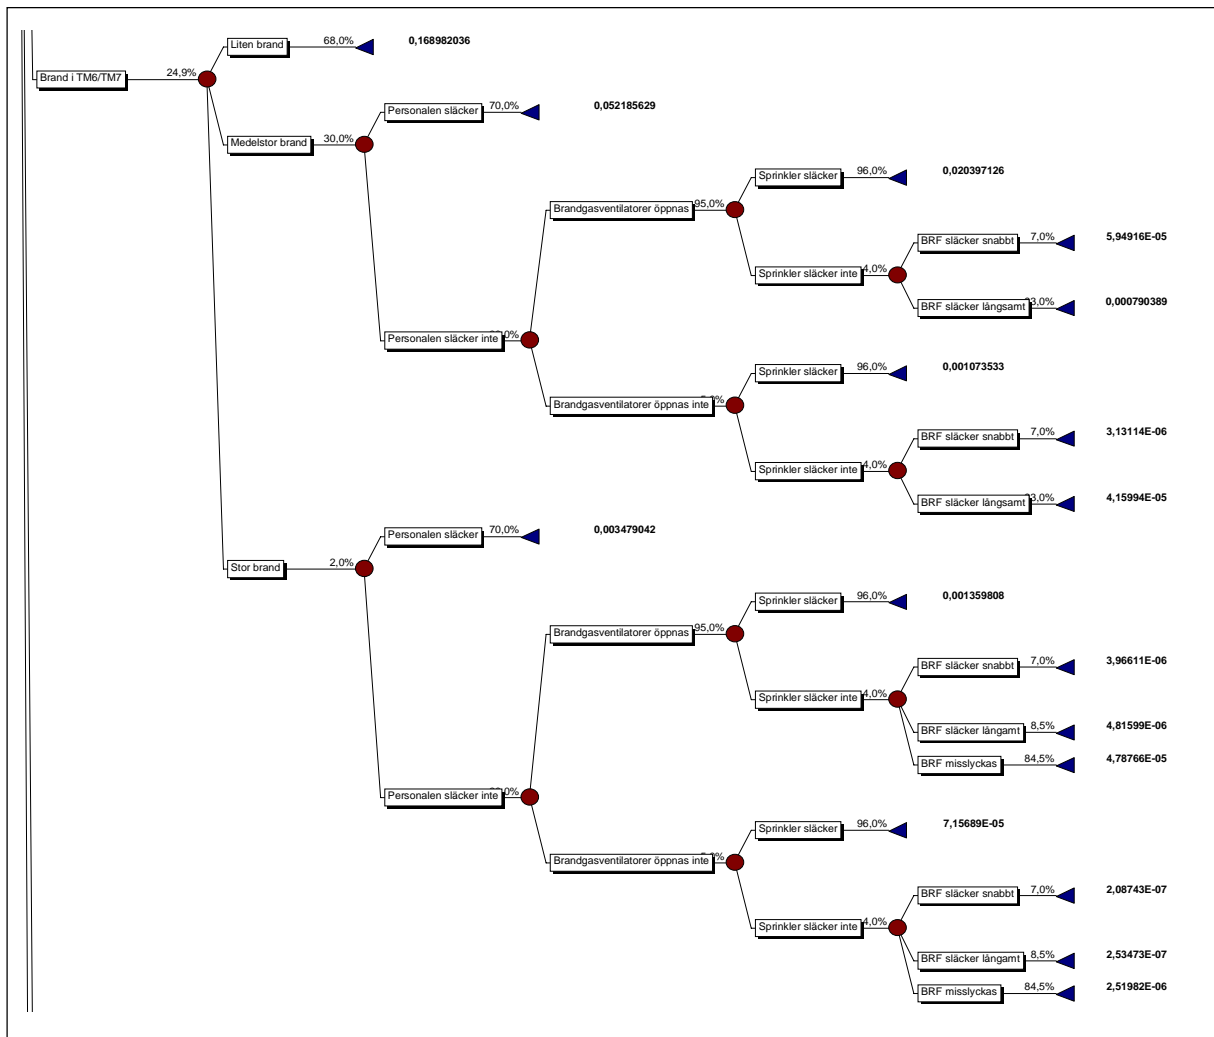 Liten brand 68,0% 0,168982036
Brand i TM6/TM7 24,9%
Personalen släcker 70,0% 0,052185629
Medelstor brand 30,0%
Sprinkler släcker 96,0% 0,020397126
Brandgasventilatorer öppnas 95,0%
BRF släcker snabbt 7,0% 5,94916E-05
Sprinkler släcker inte 4,0%
BRF släcker långsamt 3,0% 0,000790389
Personalen släcker inte 0,0%
Sprinkler släcker 96,0% 0,001073533
Brandgasventilatorer öppnas inte
BRF släcker snabbt 7,0% 3,13114E-06
Sprinkler släcker inte 4,0%
BRF släcker långsamt 3,0% 4,15994E-05
Personalen släcker 70,0% 0,003479042
Stor brand 2,0%
Sprinkler släcker 96,0% 0,001359808
Brandgasventilatorer öppnas 95,0%
BRF släcker snabbt 7,0% 3,96611E-06
Sprinkler släcker inte 4,0%
BRF släcker långamt 8,5% 4,81599E-06
BRF misslyckas 84,5% 4,78766E-05
Personalen släcker inte 0,0%
Sprinkler släcker 96,0% 7,15689E-05
Brandgasventilatorer öppnas inte
BRF släcker snabbt 7,0% 2,08743E-07
Sprinkler släcker inte 4,0%
BRF släcker långamt 8,5% 2,53473E-07
BRF misslyckas 84,5% 2,51982E-06